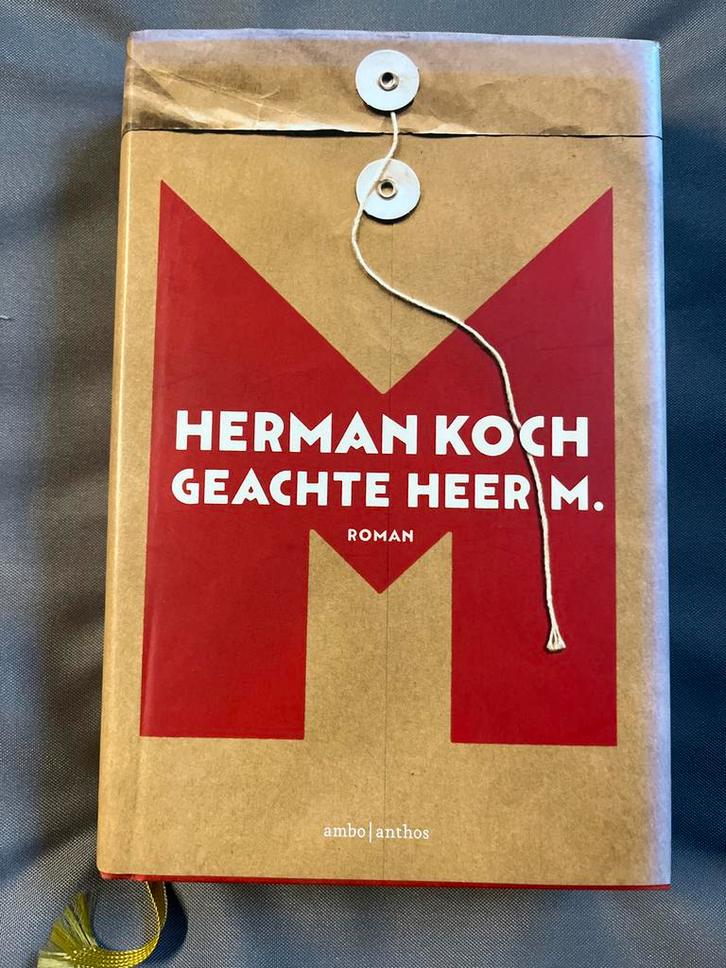 HERMAN KOCH
GEACHTE HEER M.
ROMAN
ambo|anthos